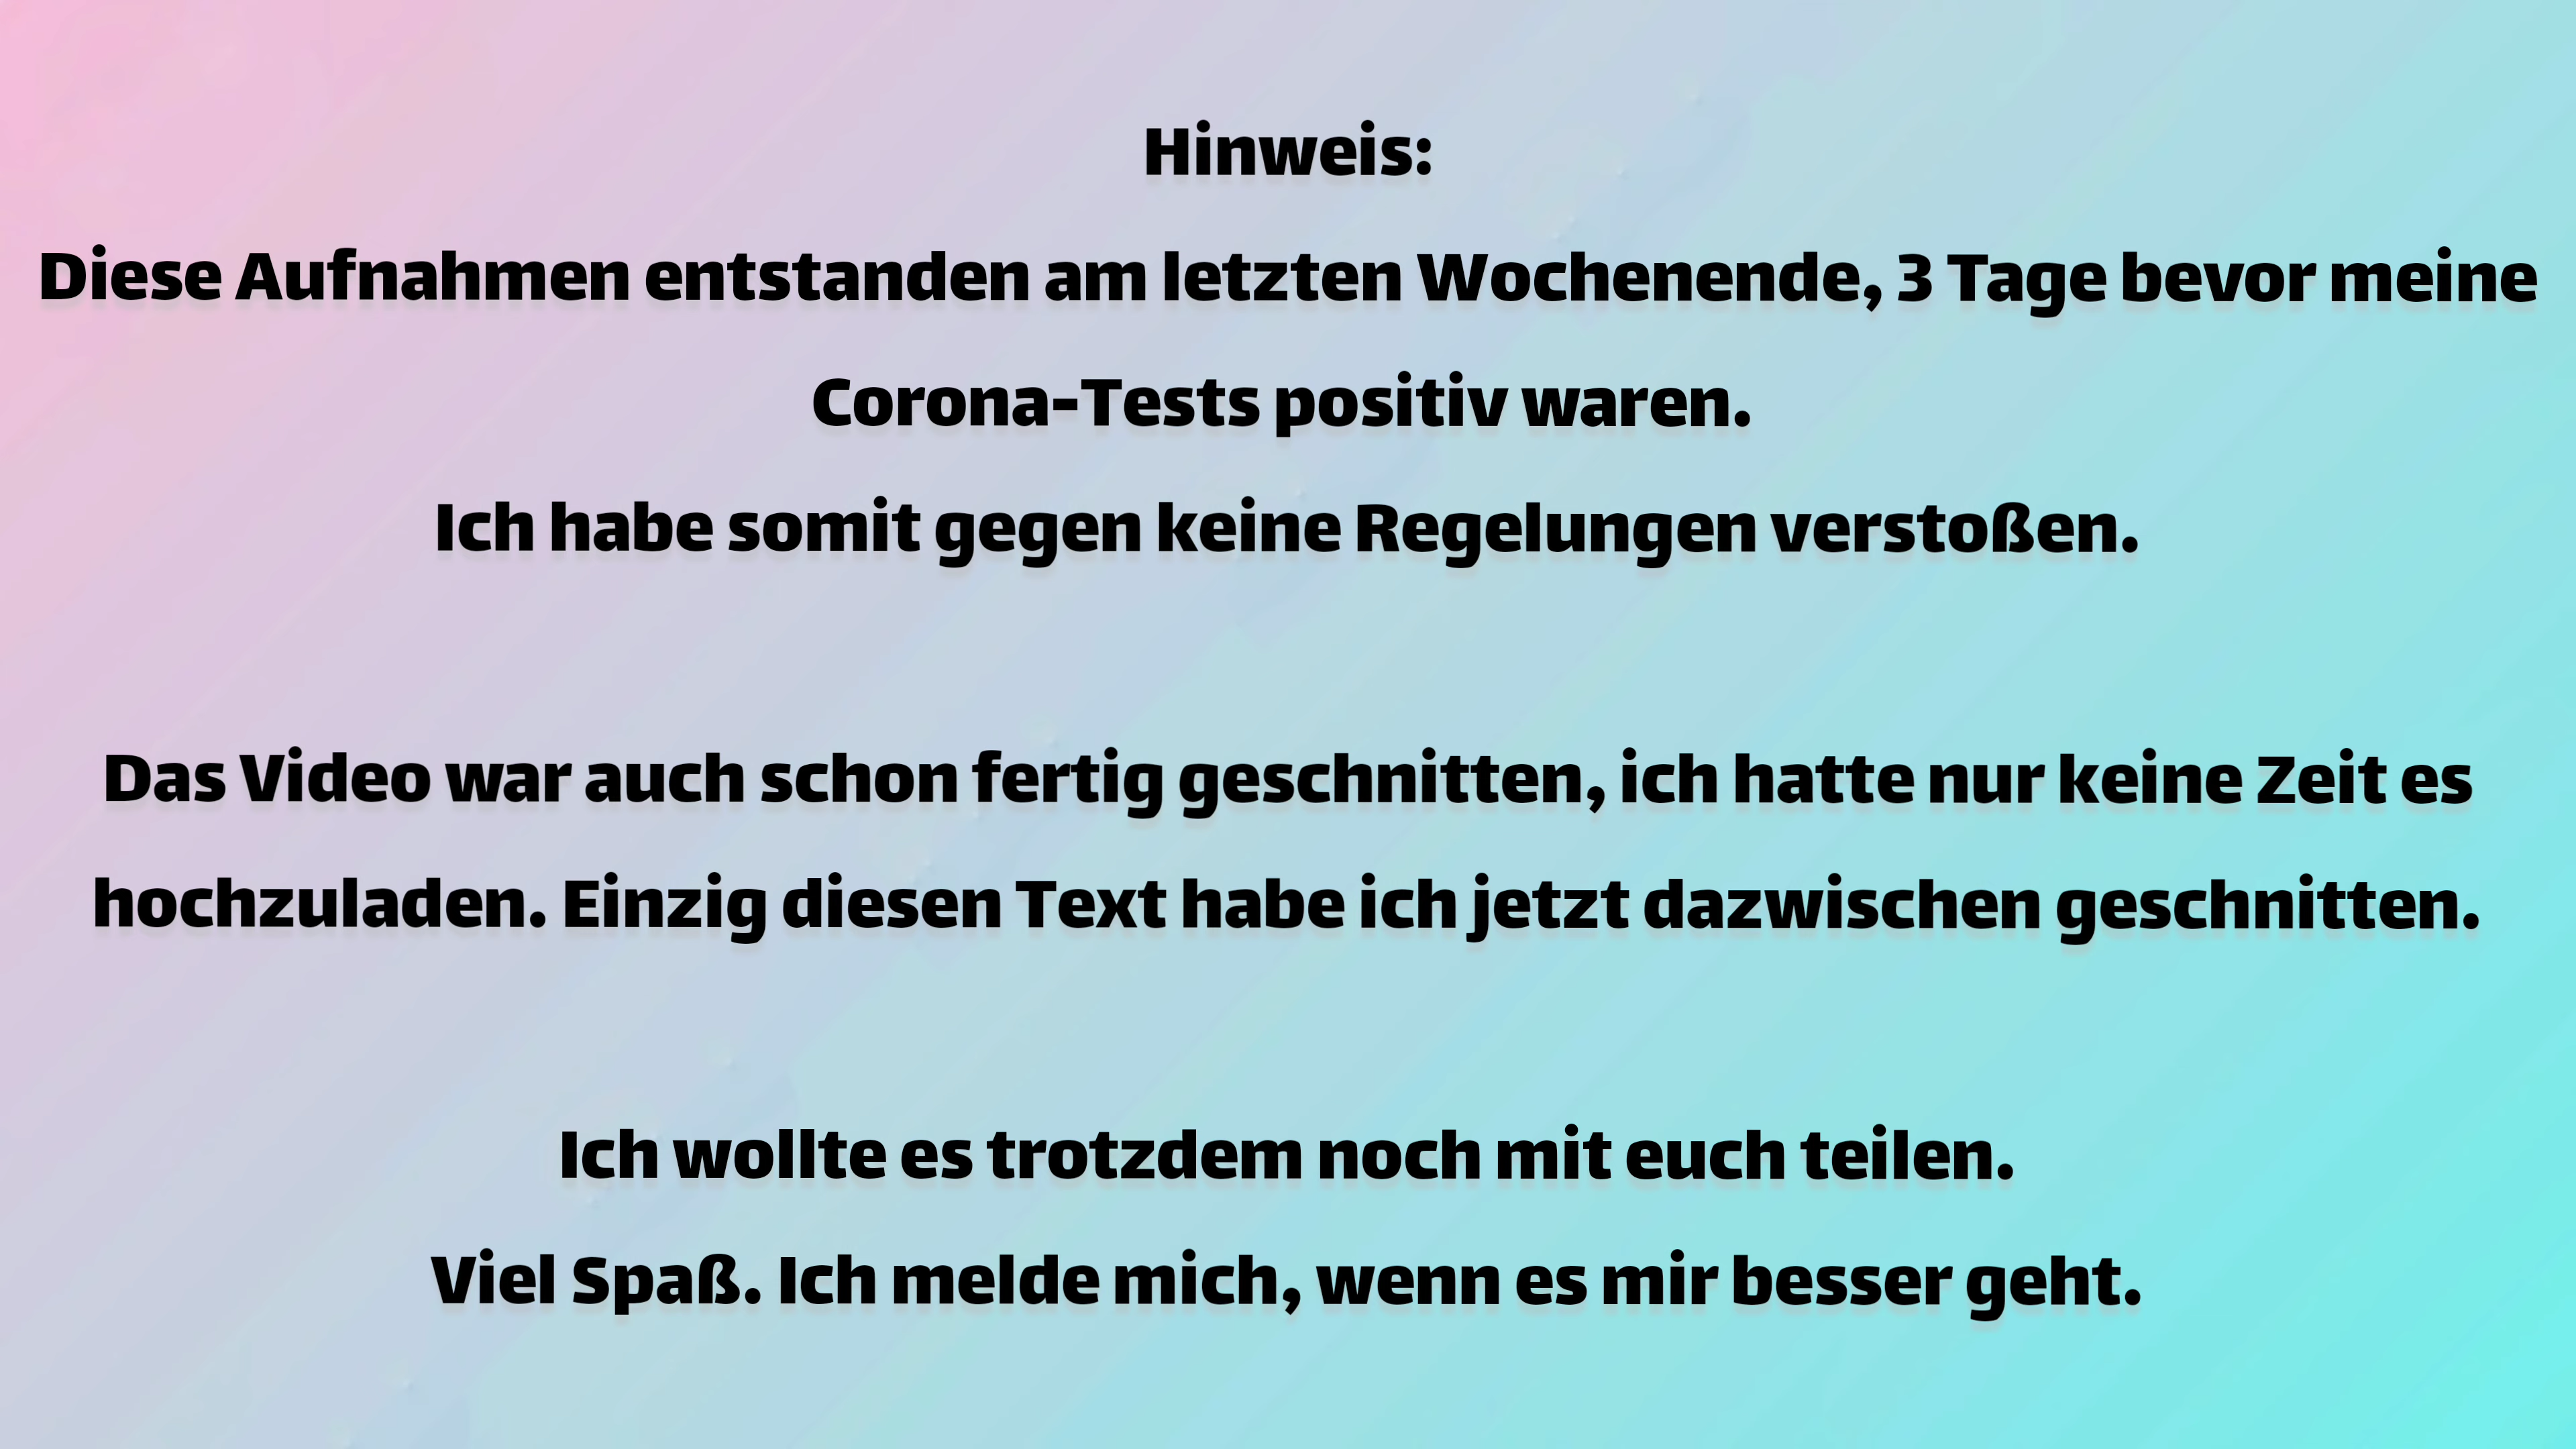 Hinweis:
Diese Aufnahmen entstanden am letzten Wochenende, 3 Tage bevor meine
Corona-Tests positiv waren.
Ich habe somit gegen keine Regelungen verstoßen.
Das Video war auch schon fertig geschnitten, ich hatte nur keine Zeit es
hochzuladen. Einzig diesen Text habe ich jetzt dazwischen geschnitten.
Ich wollte es trotzdem noch mit euch teilen.
Viel Spaß. Ich melde mich, wenn es mir besser geht.